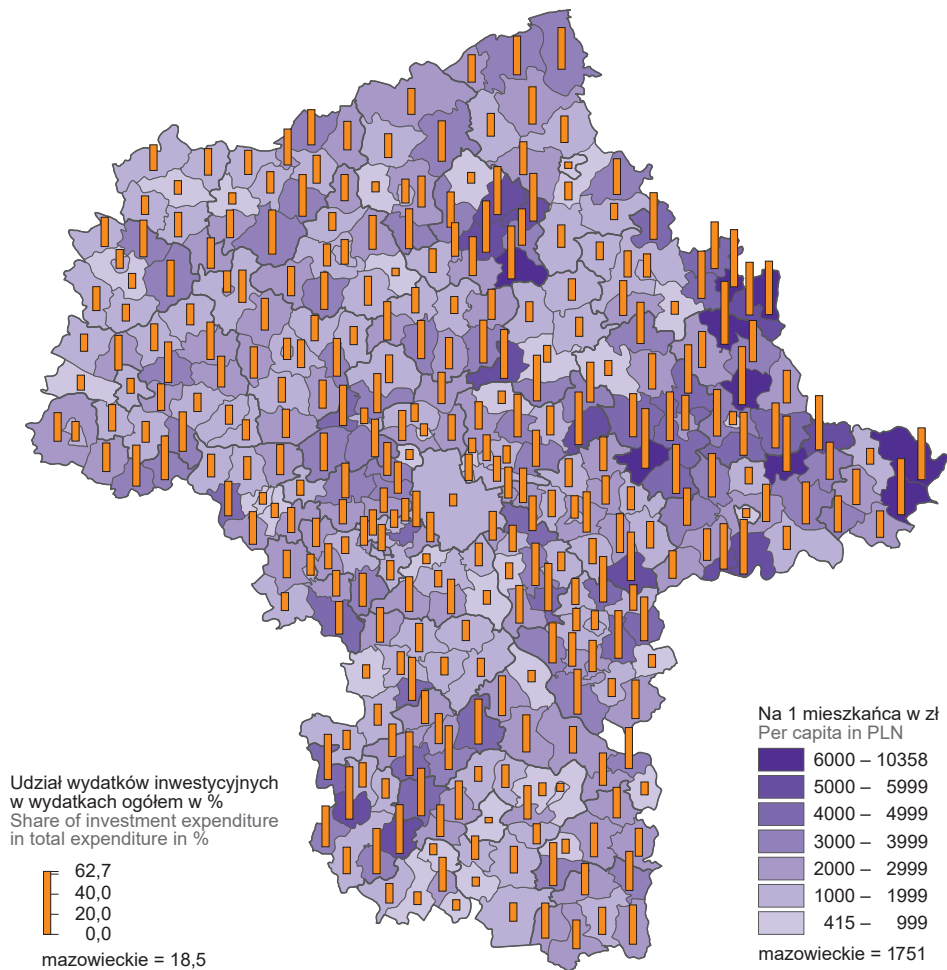 Udział wydatków inwestycyjnych
w wydatkach ogółem w %
Share of investment expenditure
in total expenditure in %
62,7
40,0
20,0
0,0
mazowieckie = 18,5
Na 1 mieszkańca w zł
Per capita in PLN
6000 – 10358
5000 – 5999
4000 – 4999
3000 – 3999
2000 – 2999
1000 – 1999
415 – 999
mazowieckie = 1751